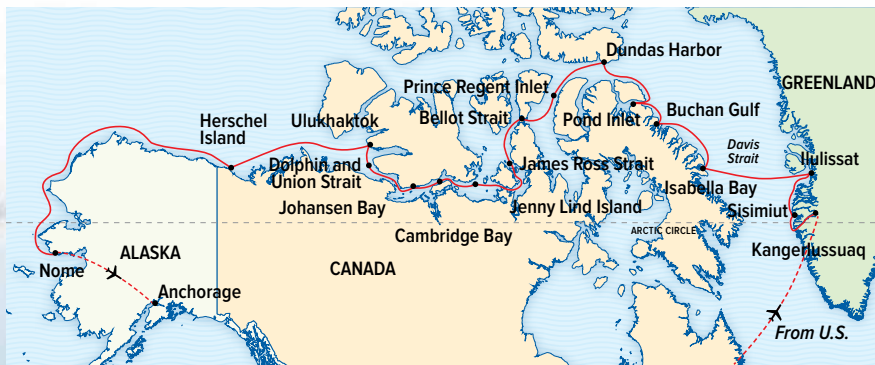 Dundas Harbor
GREENLAND
Prince Regent Inlet
Herschel
Island
Ulukhaktok
Bellot Strait
Pond Inlet
Buchan Gulf
Davis
Strait
Ilulissat
Dolphin and
Union Strait
James Ross Strait
Isabella Bay
Johansen Bay
Jenny Lind Island
Sisimiut
Cambridge Bay
ARCTIC CIRCLE
Kangerlussuaq
ALASKA
Nome
CANADA
Anchorage
From U.S.